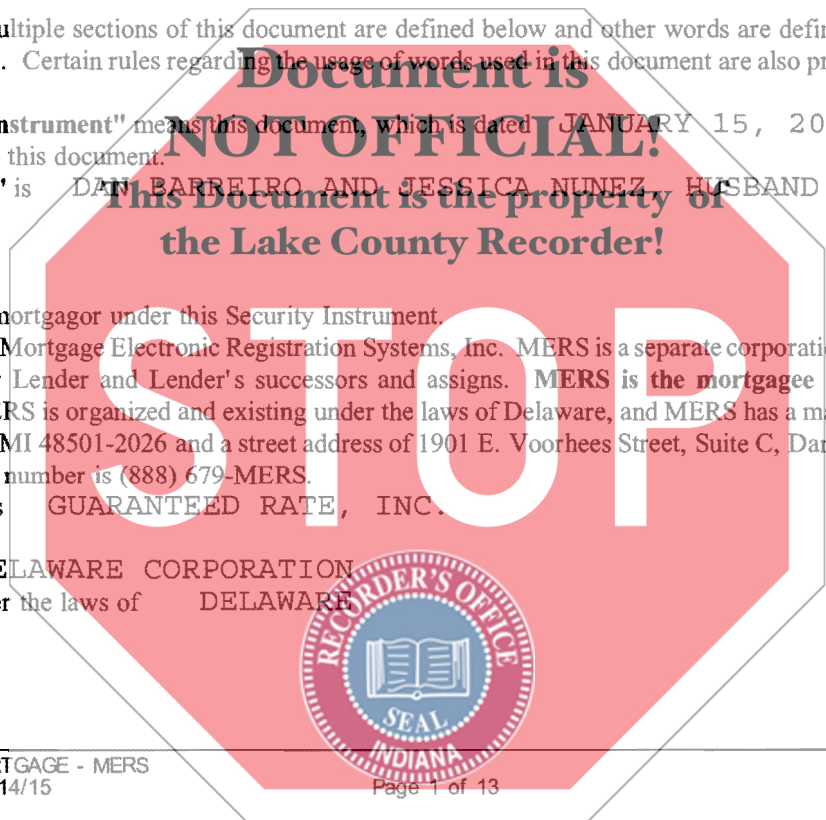 ultiple sections of this document are defined below and other words are defin
. Certain rules regarding the usage of words used in this document are also pr
Document is
nstrument" means this document, which is dated JANUARY 15, 20
NOT OFFICIAL!
this document.
" is DAN BARREIRO AND JESSICA NUNEZ, HUSBAND
This Document is the property of
the Lake County Recorder!
mortgagor under this Security Instrument.
Mortgage Electronic Registration Systems, Inc. MERS is a separate corporati
Lender and Lender's successors and assigns. MERS is the mortgagee
ERS is organized and existing under the laws of Delaware, and MERS has a ma
MI 48501-2026 and a street address of 1901 E. Voorhees Street, Suite C, Dan
number is (888) 679-MERS.
s GUARANTEED RATE, INC.
STOP
ELAWARE CORPORATION
er the laws of DELAWARE
RECORDER'S OFFICE
SEAL
INDIANA
RTGAGE - MERS
14/15
Page 1 of 13